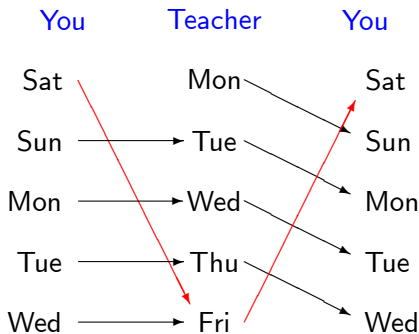 You Teacher You
Sat Mon Sat
Sun Tue Sun
Mon Wed Mon
Tue Thu Tue
Wed Fri Wed